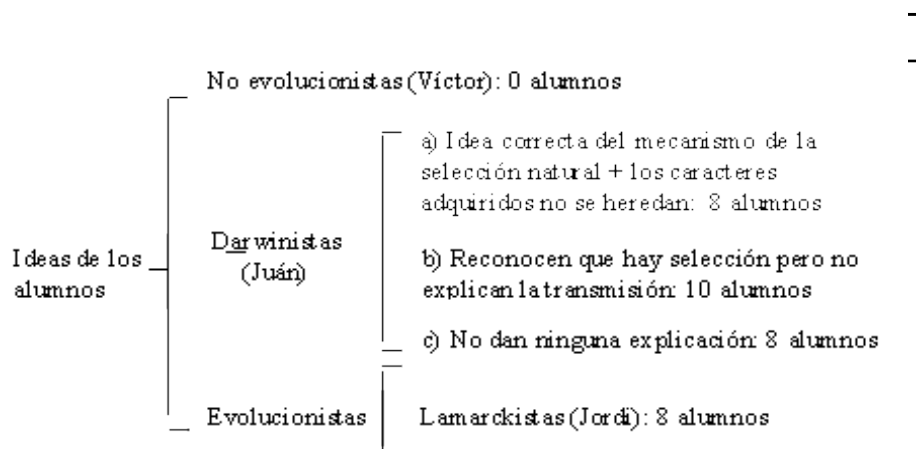 No evolucionistas (Víctor): 0 alumnos
a) Idea correcta del mecanismo de la
selección natural + los caracteres
adquiridos no se heredan: 8 alumnos
Darwinistas
(Juán)
Ideas de los
alumnos
b) Reconocen que hay selección pero no
explican la transmisión: 10 alumnos
c) No dan ninguna explicación: 8 alumnos
Evolucionistas
Lamarckistas (Jordi): 8 alumnos